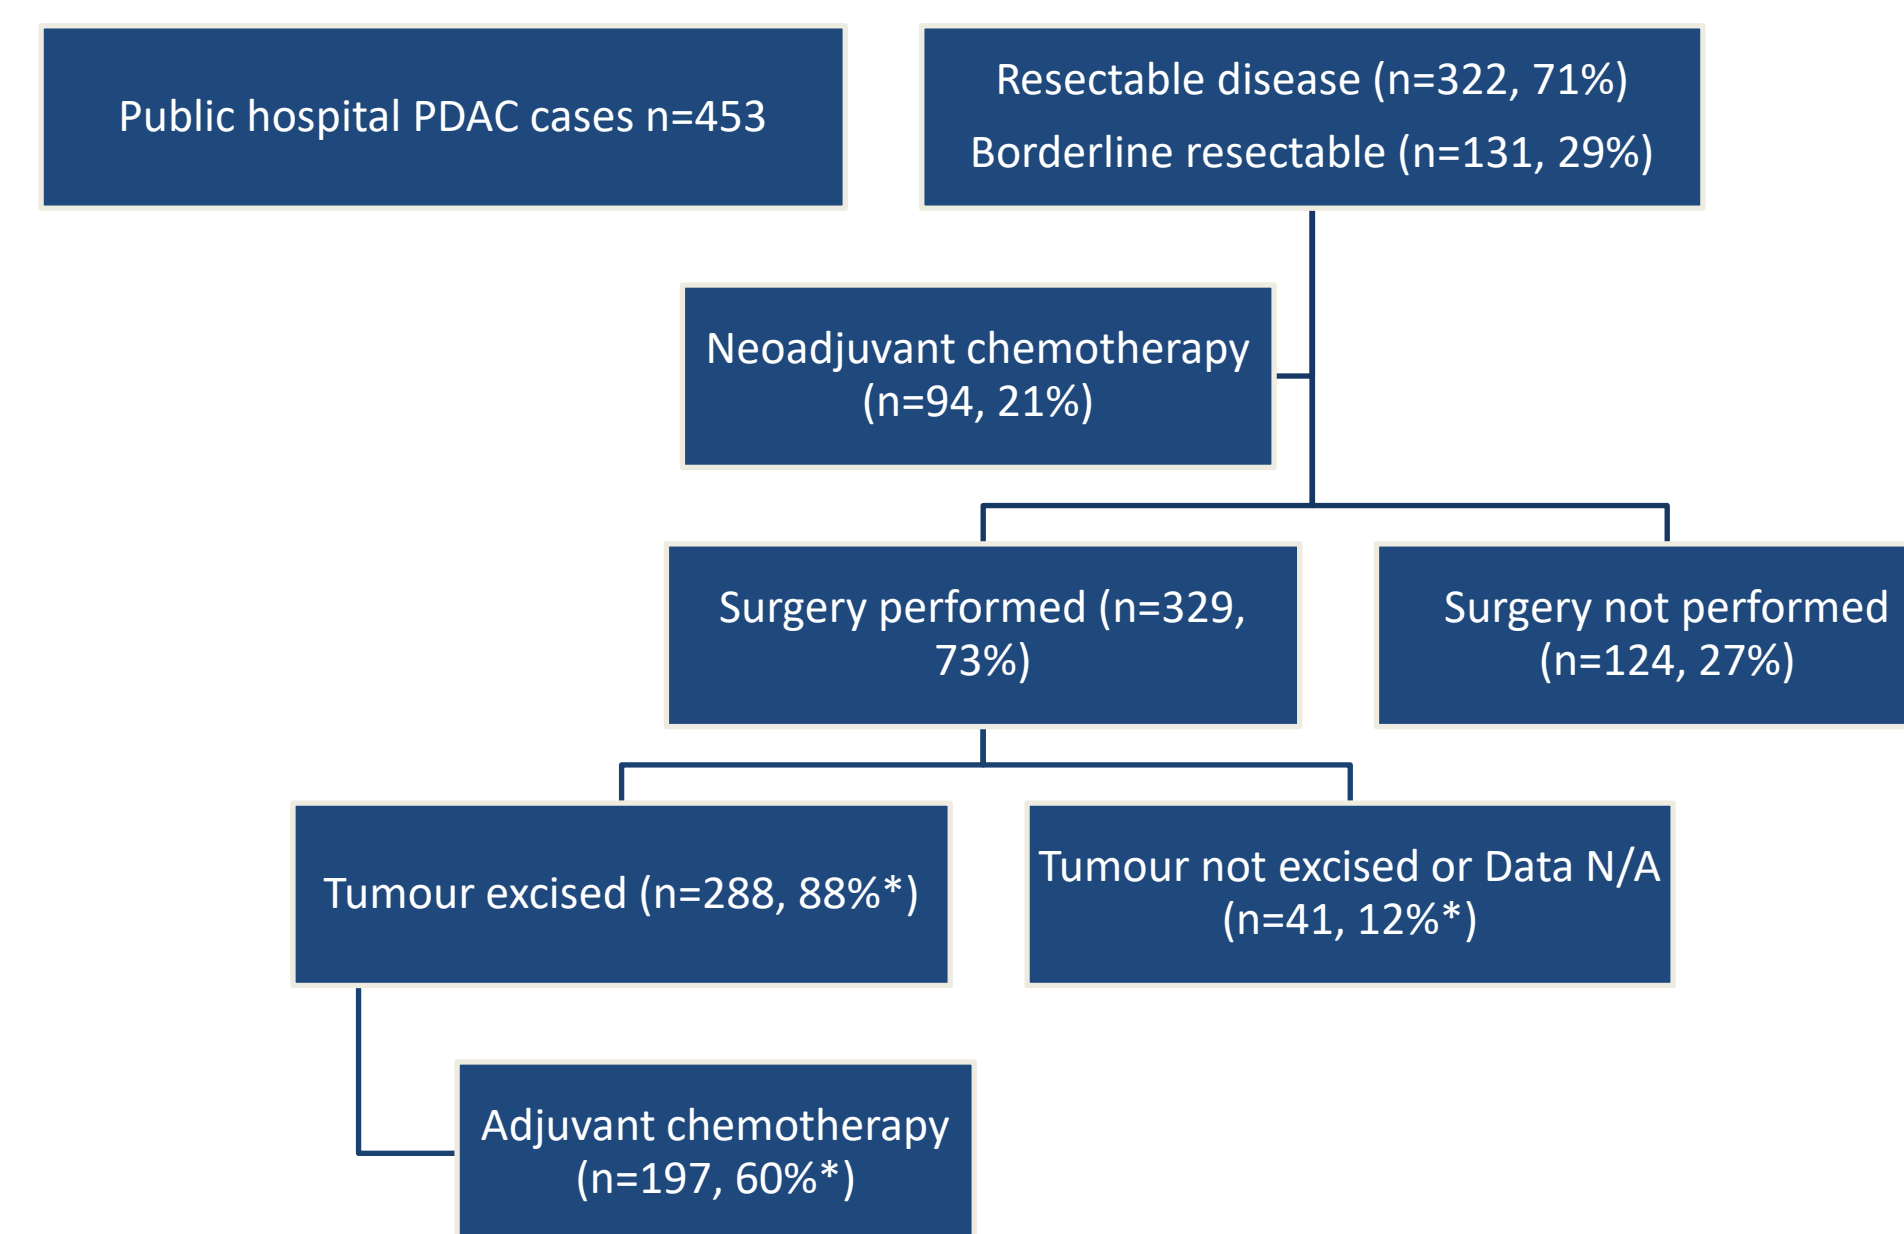 Public hospital PDAC cases n=453
Resectable disease (n=322, 71%)
Borderline resectable (n=131, 29%)
Neoadjuvant chemotherapy
(n=94, 21%)
Surgery performed (n=329,
73%)
Surgery not performed
(n=124, 27%)
Tumour excised (n=288, 88%*)
Tumour not excised or Data N/A
(n=41, 12%*)
Adjuvant chemotherapy
(n=197, 60%*)